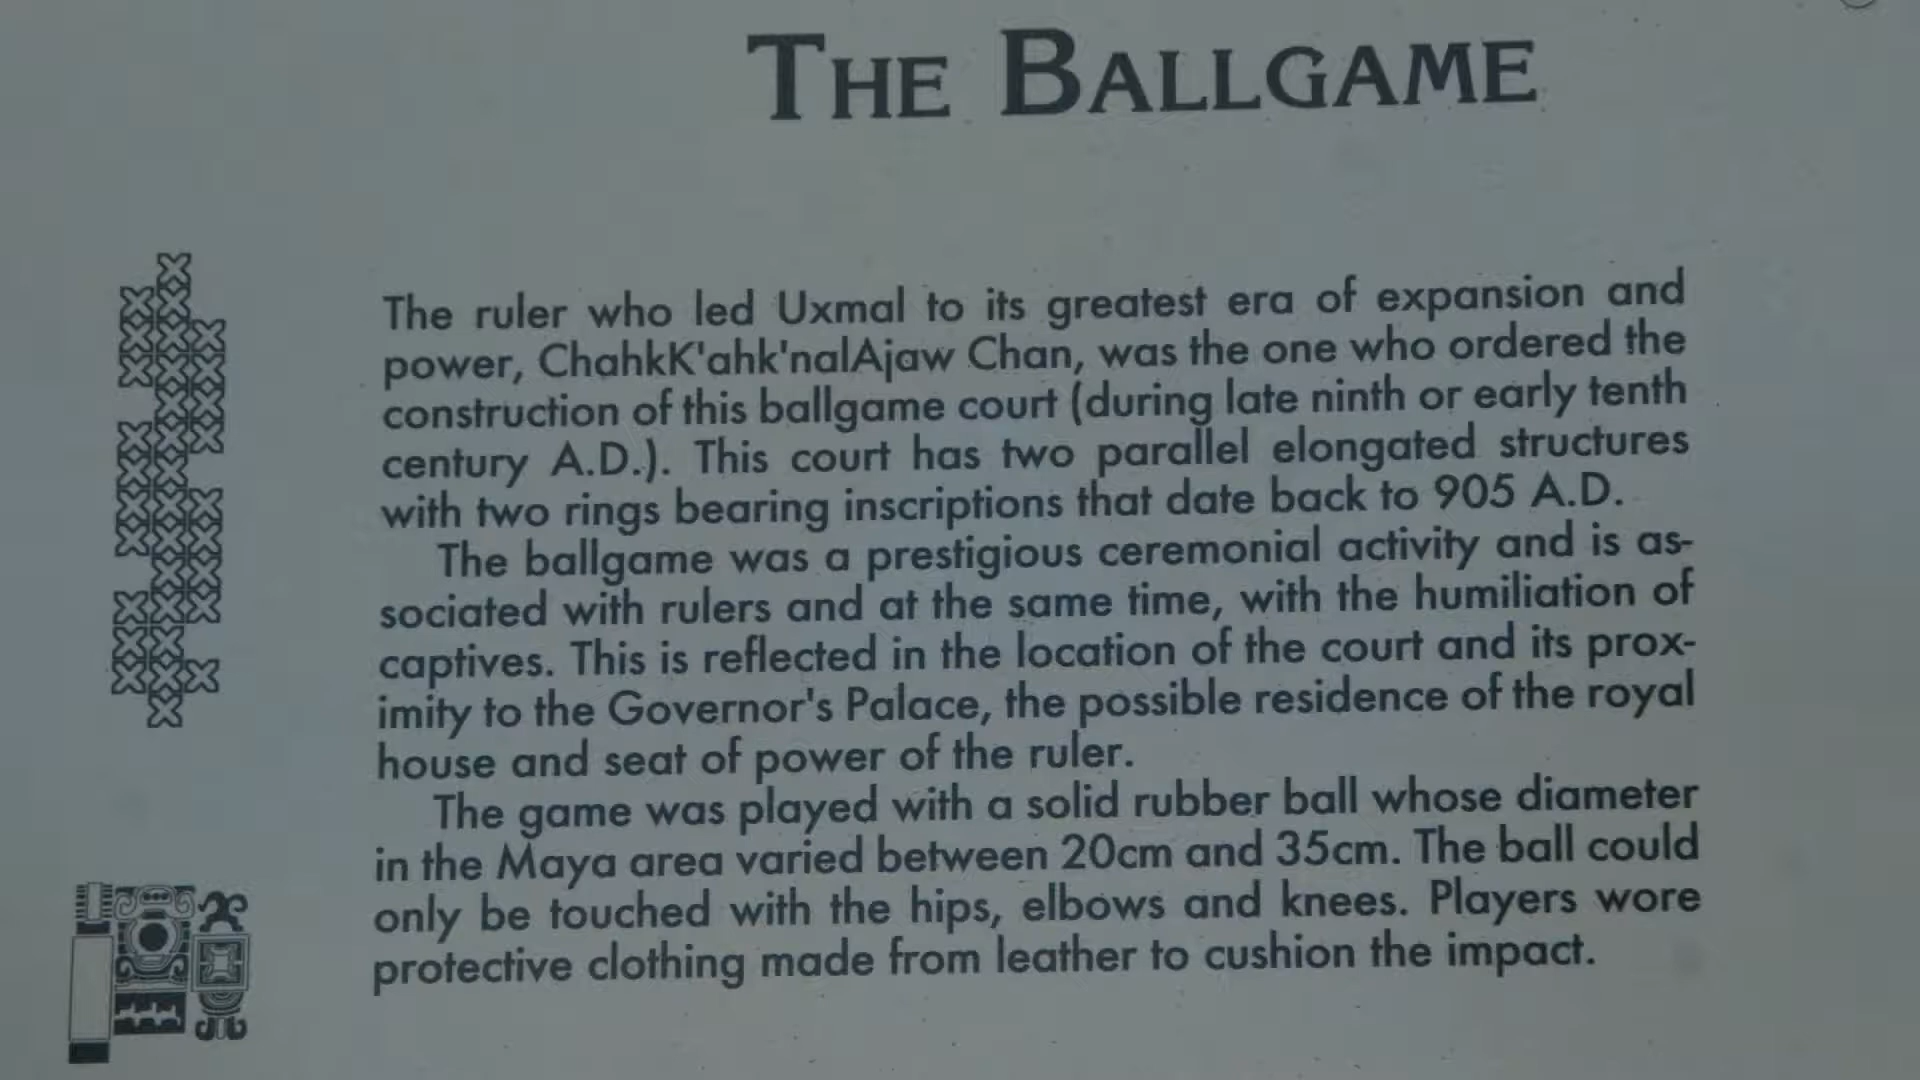 THE BALLGAME
The ruler who led Uxmal to its greatest era of expansion and
power, ChahkK'ahk'nalAjaw Chan, was the one who ordered the
construction of this ballgame court (during late ninth or early tenth
century A.D.). This court has two parallel elongated structures
with two rings bearing inscriptions that date back to 905 A.D.
The ballgame was a prestigious ceremonial activity and is as-
sociated with rulers and at the same time, with the humiliation of
captives. This is reflected in the location of the court and its prox-
imity to the Governor's Palace, the possible residence of the royal
house and seat of power of the ruler.
The game was played with a solid rubber ball whose diameter
in the Maya area varied between 20cm and 35cm. The ball could
only be touched with the hips, elbows and knees. Players wore
protective clothing made from leather to cushion the impact.